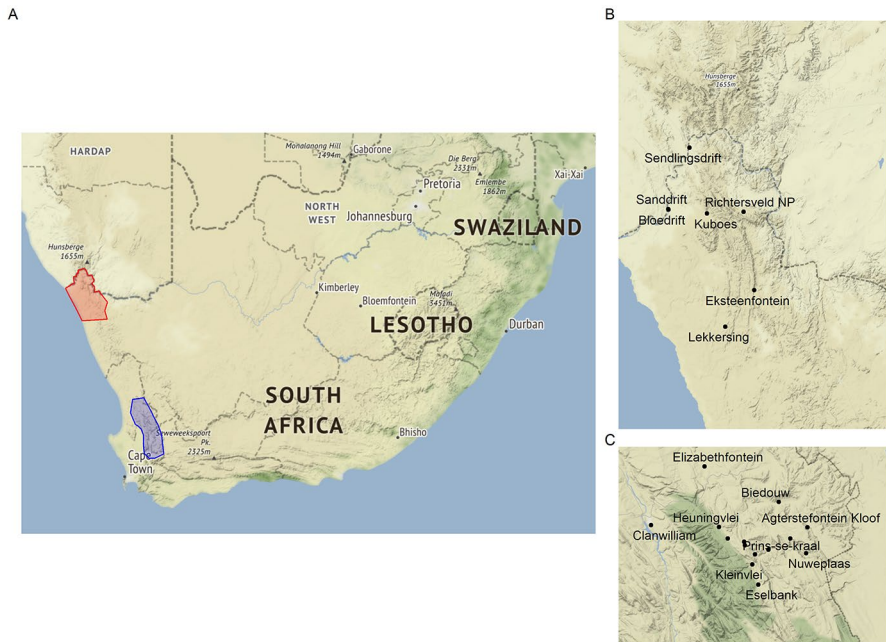 A
HARDAP
Mohalanong Hill
1494m
Gaborone
Die Berg
2331m
Emlembe
1862m
Xai-Xai
Pretoria
NORTH
WEST
Johannesburg
SWAZILAND
Hunsberge
1655m
Kimberley
Bloemfontein
Mafadi
3451m
LESOTHO
Durban
SOUTH
AFRICA
Seweweekspoort
Pk.
2325m
Bhisho
Cape
Town
B
Hunsberge
1655m
Sendlingsdrift
Sanddrift
Richtersveld NP
Bloedrift
Kuboes
Eksteenfontein
Lekkersing
C
Elizabethfontein
Biedouw
Heuningvlei
Agterstefontein Kloof
Clanwilliam
Prins-se-kraal
Nuweplaas
Kleinvlei
Eselbank